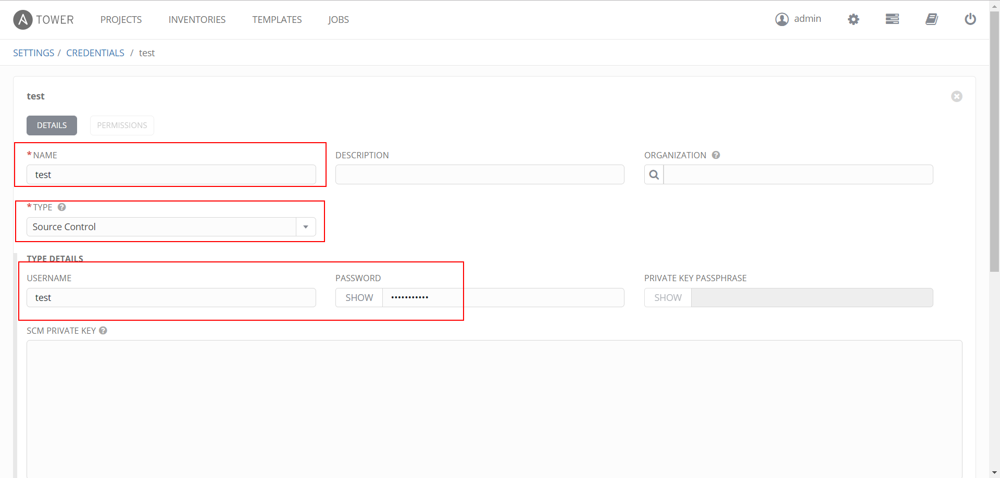 TOWER PROJECTS INVENTORIES TEMPLATES JOBS admin
SETTINGS / CREDENTIALS / test
test
DETAILS PERMISSIONS
* NAME DESCRIPTION ORGANIZATION ?
test
* TYPE ?
Source Control
TYPE DETAILS
USERNAME PASSWORD PRIVATE KEY PASSPHRASE
test SHOW ••••••••••• SHOW
SCM PRIVATE KEY ?